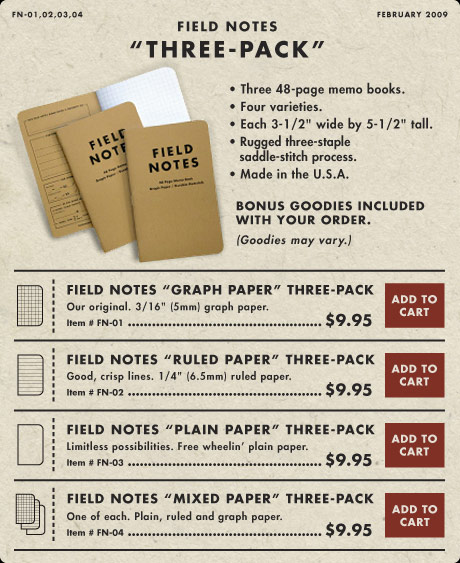 FN-01,02,03,04
FEBRUARY 2009
FIELD NOTES
“THREE-PACK”
• Three 48-page memo books.
• Four varieties.
• Each 3-1/2" wide by 5-1/2" tall.
• Rugged three-staple
saddle-stitch process.
• Made in the U.S.A.
BONUS GOODIES INCLUDED
WITH YOUR ORDER.
(Goodies may vary.)
FIELD
NOTES
FIELD
NOTES
48-Page Memo Book
FIELD NOTES “GRAPH PAPER” THREE-PACK
Our original. 3/16" (5mm) graph paper.
Item # FN-01 $9.95
ADD TO
CART
FIELD NOTES “RULED PAPER” THREE-PACK
Good, crisp lines. 1/4" (6.5mm) ruled paper.
Item # FN-02 $9.95
ADD TO
CART
FIELD NOTES “PLAIN PAPER” THREE-PACK
Limitless possibilities. Free wheelin’ plain paper.
Item # FN-03 $9.95
ADD TO
CART
FIELD NOTES “MIXED PAPER” THREE-PACK
One of each. Plain, ruled and graph paper.
Item # FN-04 $9.95
ADD TO
CART